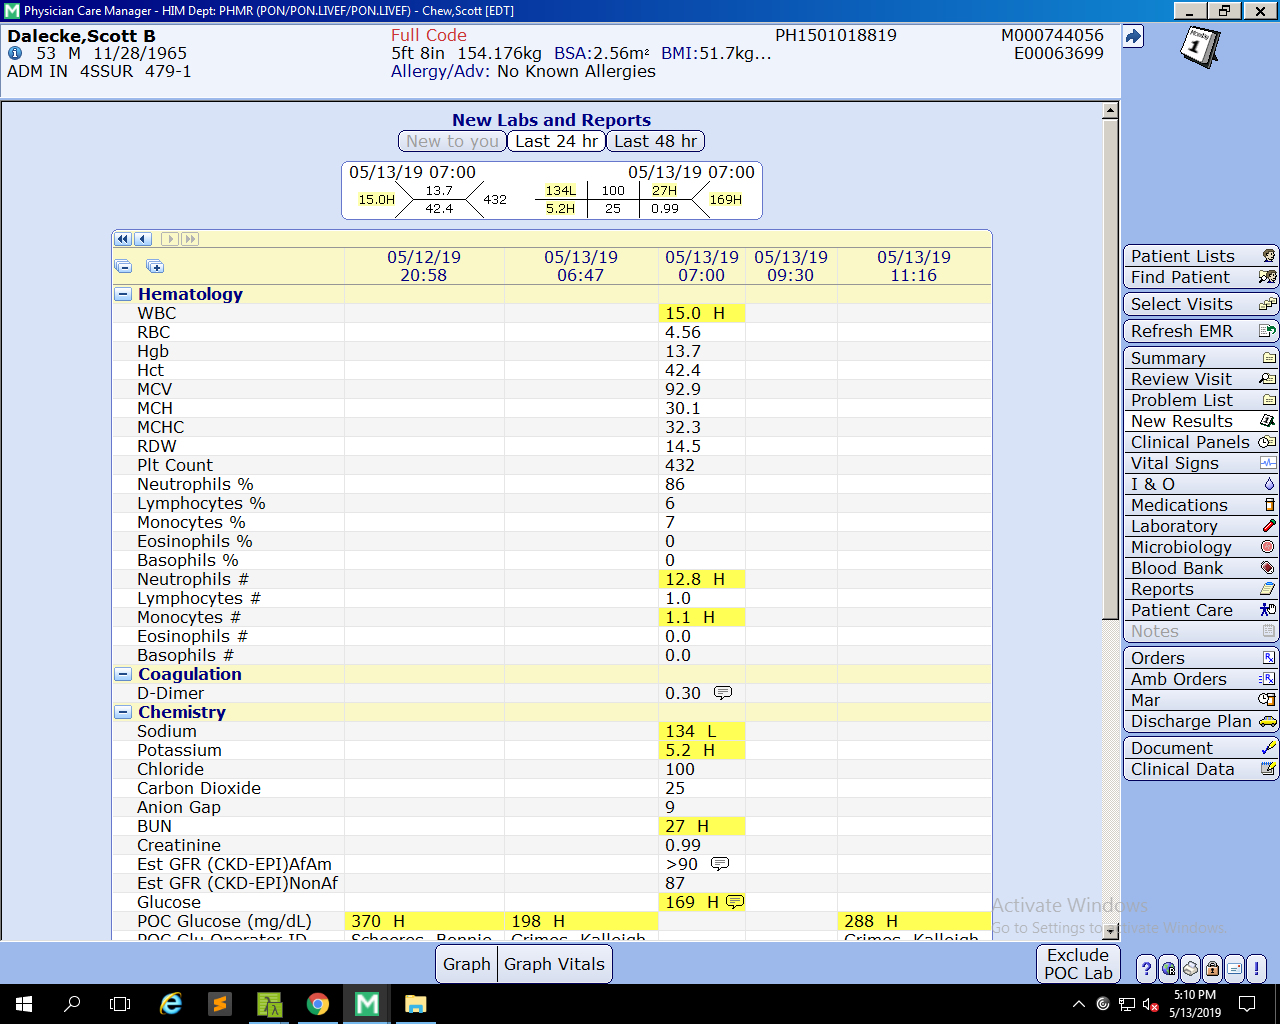 Physician Care Manager - HIM Dept: PHMR (PON/PON.LIVEF/PON.LIVEF) - Chew,Scott [EDT]
Dalecke,Scott B
53 M 11/28/1965
ADM IN 4SSUR 479-1
Full Code
5ft 8in 154.176kg BSA:2.56m² BMI:51.7kg...
Allergy/Adv: No Known Allergies
PH1501018819
M000744056
E00063699
New Labs and Reports
New to you Last 24 hr Last 48 hr
05/13/19 07:00 05/13/19 07:00
15.0H 13.7 42.4 432
134L 100 27H 169H
5.2H 25 0.99
05/12/19 20:58 05/13/19 06:47 05/13/19 07:00 05/13/19 09:30 05/13/19 11:16
Hematology
WBC 15.0 H
RBC 4.56
Hgb 13.7
Hct 42.4
MCV 92.9
MCH 30.1
MCHC 32.3
RDW 14.5
Plt Count 432
Neutrophils % 86
Lymphocytes % 6
Monocytes % 7
Eosinophils % 0
Basophils % 0
Neutrophils # 12.8 H
Lymphocytes # 1.0
Monocytes # 1.1 H
Eosinophils # 0.0
Basophils # 0.0
Coagulation
D-Dimer 0.30
Chemistry
Sodium 134 L
Potassium 5.2 H
Chloride 100
Carbon Dioxide 25
Anion Gap 9
BUN 27 H
Creatinine 0.99
Est GFR (CKD-EPI)AfAm >90
Est GFR (CKD-EPI)NonAf 87
Glucose 169 H
POC Glucose (mg/dL) 370 H 198 H 288 H
POC Glu Operator ID Scheeres, Bonnie Grimes, Kalleigh Grimes, Kalleigh
Monday
1
Patient Lists
Find Patient
Select Visits
Refresh EMR
Summary
Review Visit
Problem List
New Results
Clinical Panels
Vital Signs
I & O
Medications
Laboratory
Microbiology
Blood Bank
Reports
Patient Care
Notes
Orders
Amb Orders
Mar
Discharge Plan
Document
Clinical Data
Activate Windows
Go to Settings to activate Windows.
Graph Graph Vitals
Exclude
POC Lab
5:10 PM
5/13/2019